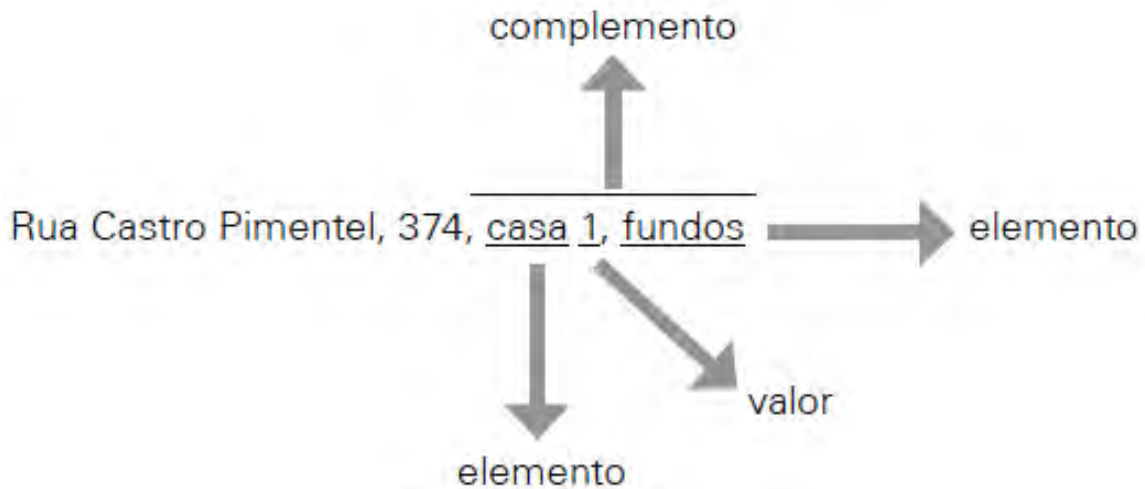 complemento
Rua Castro Pimentel, 374, casa 1, fundos
elemento
valor
elemento